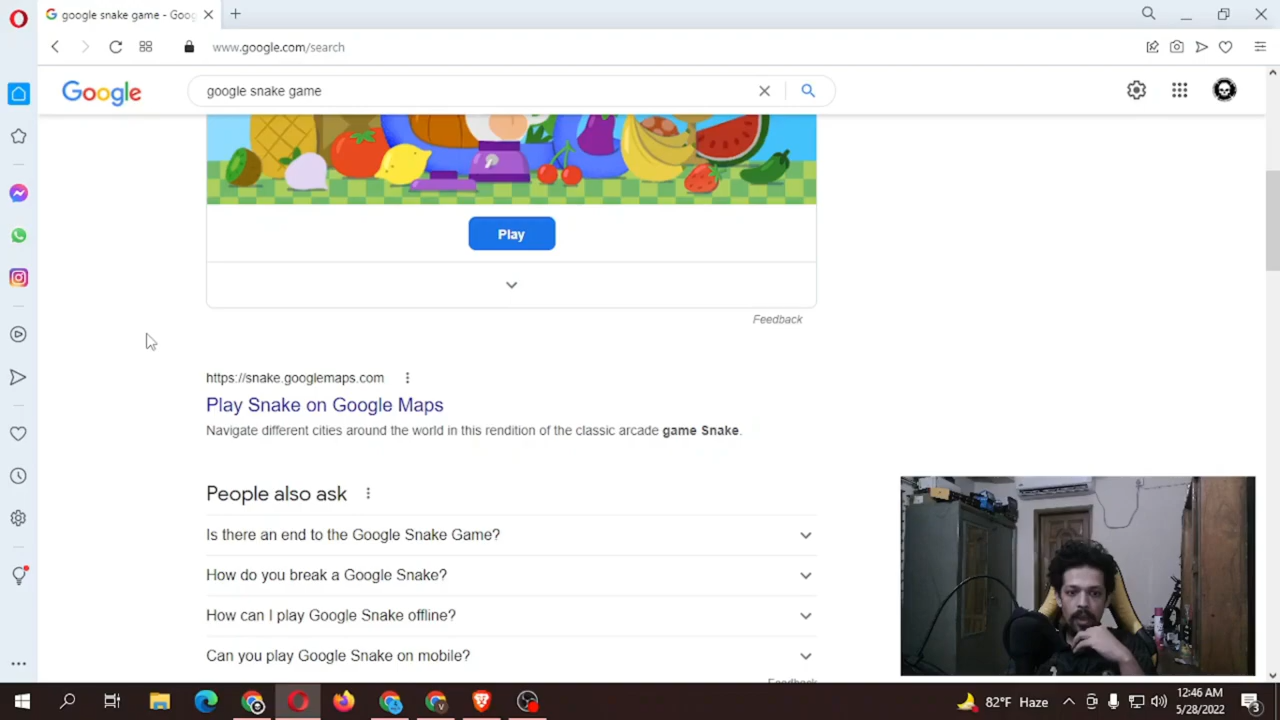 google snake game - Goog
www.google.com/search
Google
google snake game
Play
Feedback
https://snake.googlemaps.com
Play Snake on Google Maps
Navigate different cities around the world in this rendition of the classic arcade game Snake.
People also ask
Is there an end to the Google Snake Game?
How do you break a Google Snake?
How can I play Google Snake offline?
Can you play Google Snake on mobile?
Feedback
82°F Haze
12:46 AM
5/28/2022
3